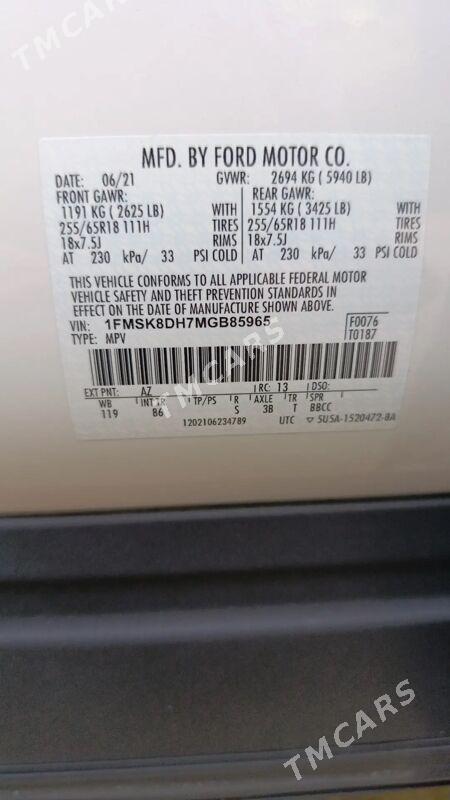 TMCARS
MFD. BY FORD MOTOR CO.
DATE: 06/21 GVWR: 2694 KG ( 5940 LB)
FRONT GAWR: REAR GAWR:
1191 KG ( 2625 LB) WITH 1554 KG ( 3425 LB) WITH
255/65R18 111H TIRES 255/65R18 111H TIRES
18x7.5J RIMS 18x7.5J RIMS
AT 230 kPa/ 33 PSI COLD AT 230 kPa/ 33 PSI COLD
THIS VEHICLE CONFORMS TO ALL APPLICABLE FEDERAL MOTOR
VEHICLE SAFETY AND THEFT PREVENTION STANDARDS IN
EFFECT ON THE DATE OF MANUFACTURE SHOWN ABOVE.
VIN: 1FMSK8DH7MGB85965 F0076
TYPE: MPV T0187
TMCARS
EXT PNT: AZ RC: 13 DSO:
WB INT TR TP/PS R AXLE TR SPR
119 86 S 3B T BBCC
1202106234789 UTC ▽ 5U5A-1520472-BA
TMCARS